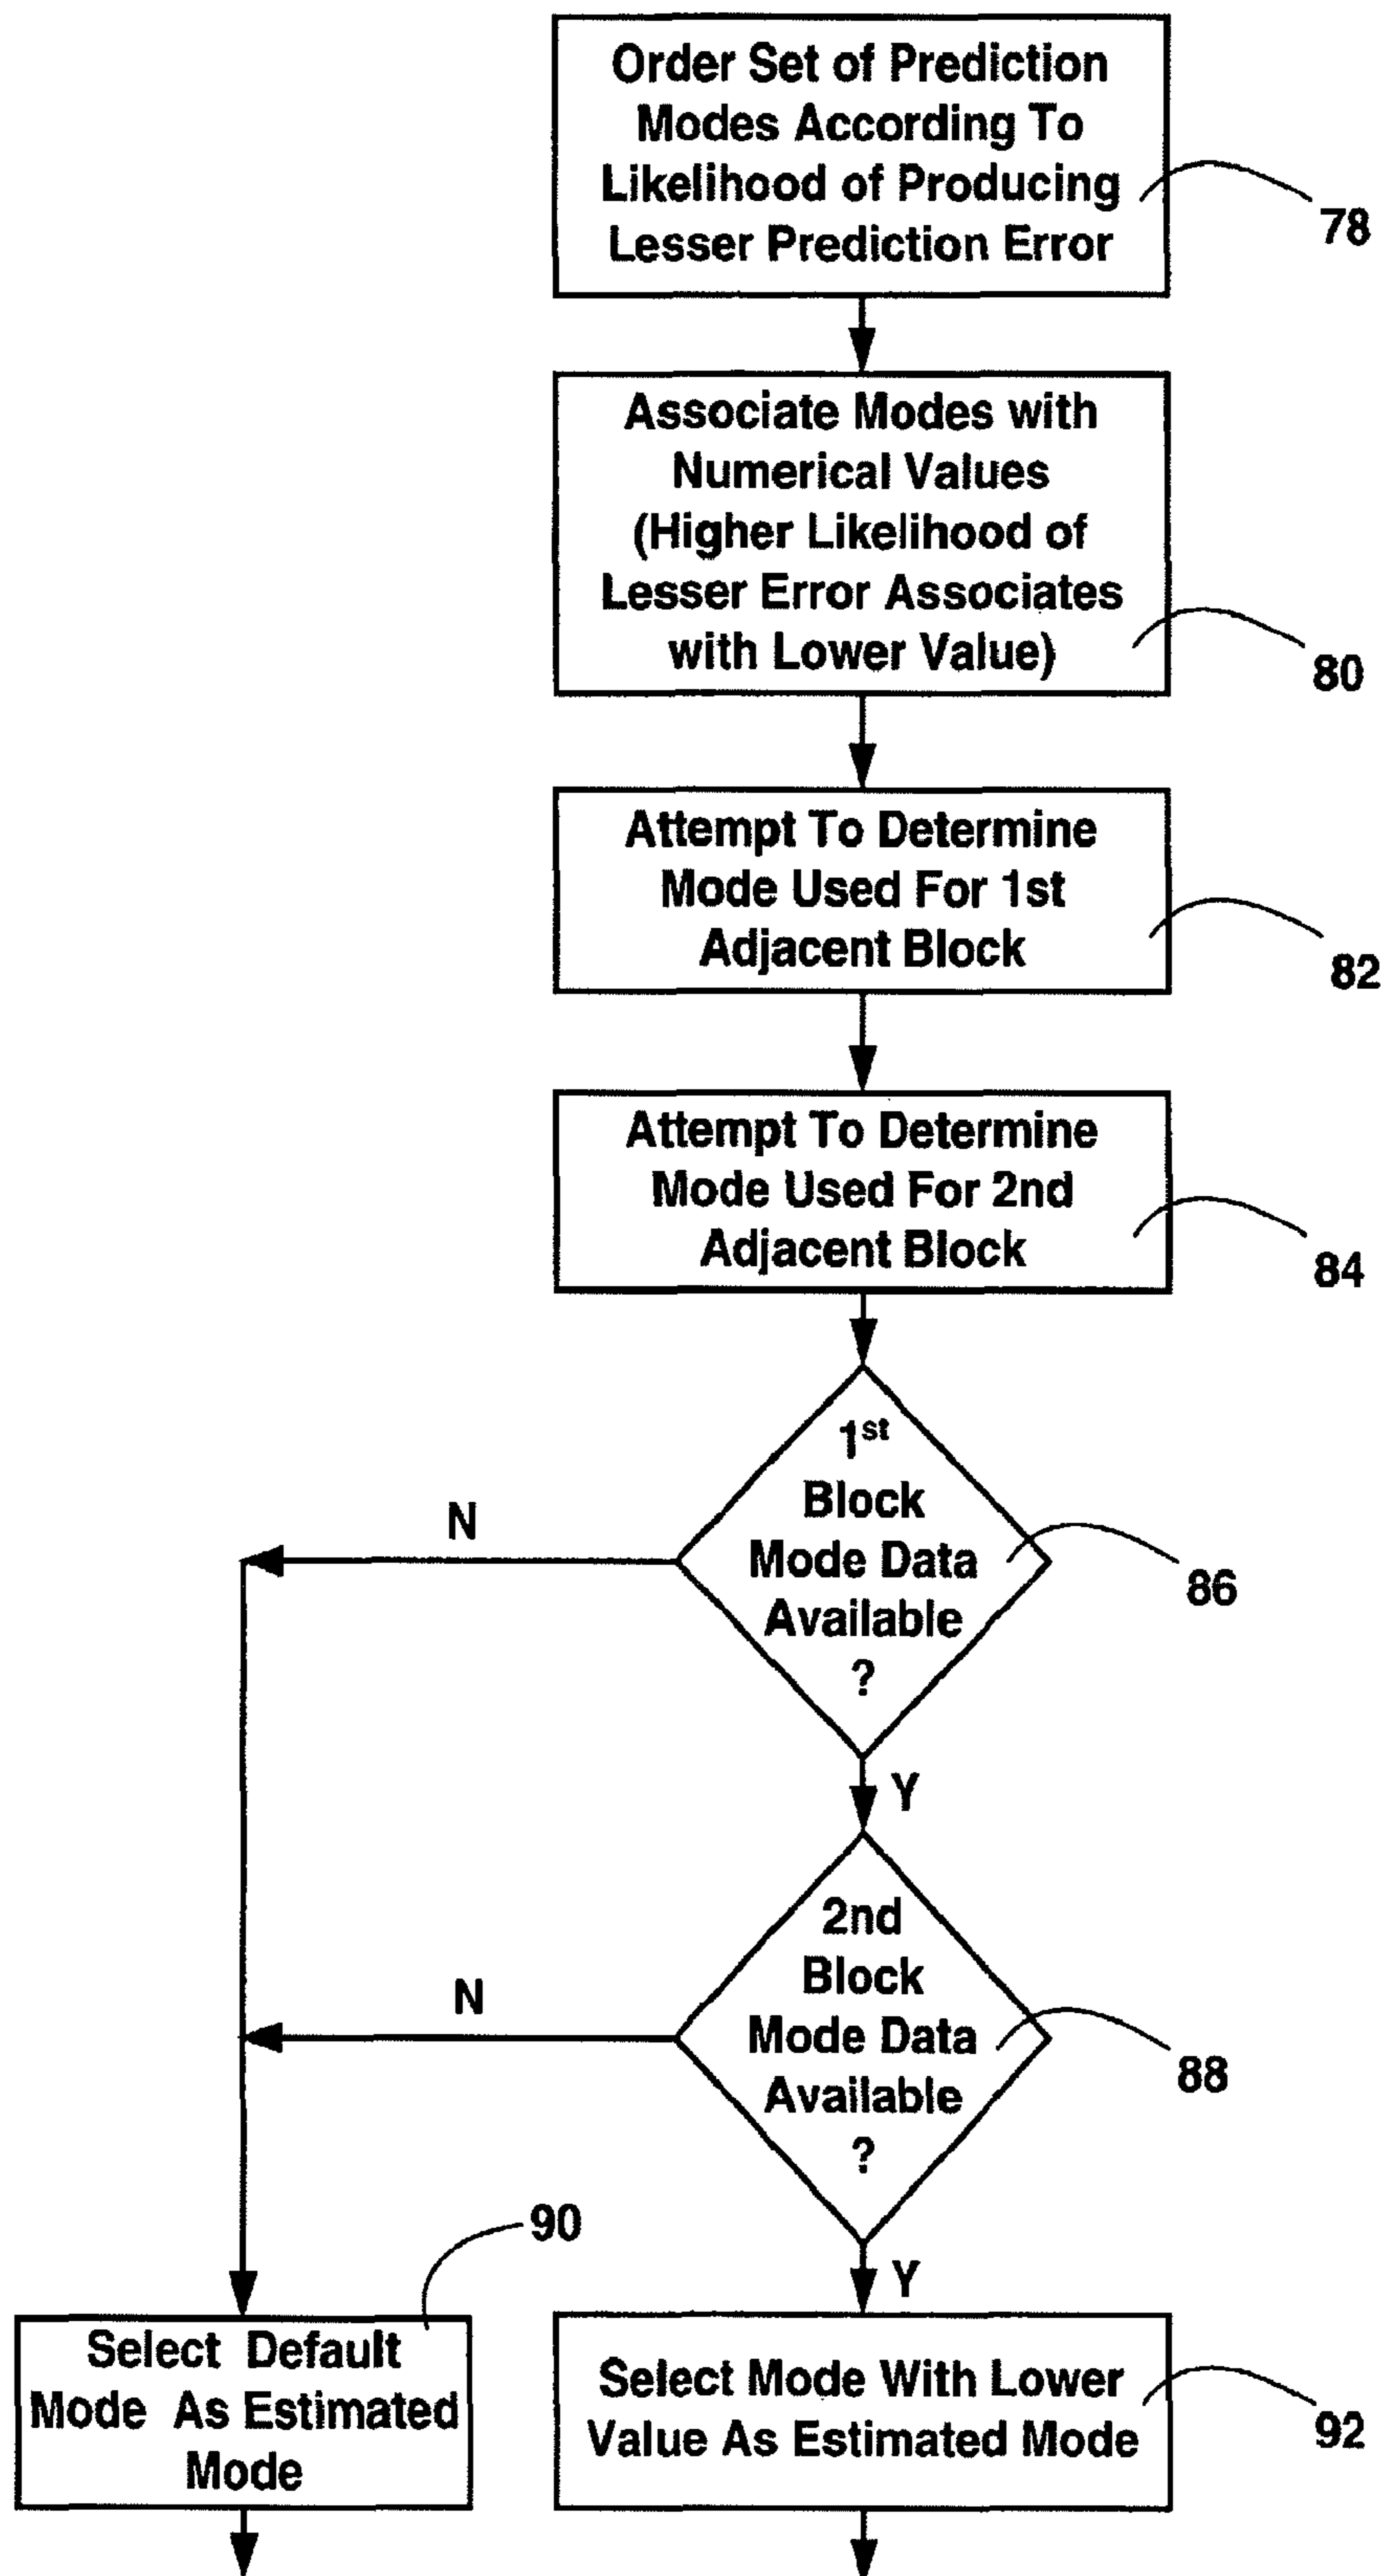 Order Set of Prediction
Modes According To
Likelihood of Producing
Lesser Prediction Error
78
Associate Modes with
Numerical Values
(Higher Likelihood of
Lesser Error Associates
with Lower Value)
80
Attempt To Determine
Mode Used For 1st
Adjacent Block
82
Attempt To Determine
Mode Used For 2nd
Adjacent Block
84
1st
Block
Mode Data
Available
?
86
N
Y
2nd
Block
Mode Data
Available
?
88
N
Y
90
Select Default
Mode As Estimated
Mode
Select Mode With Lower
Value As Estimated Mode
92